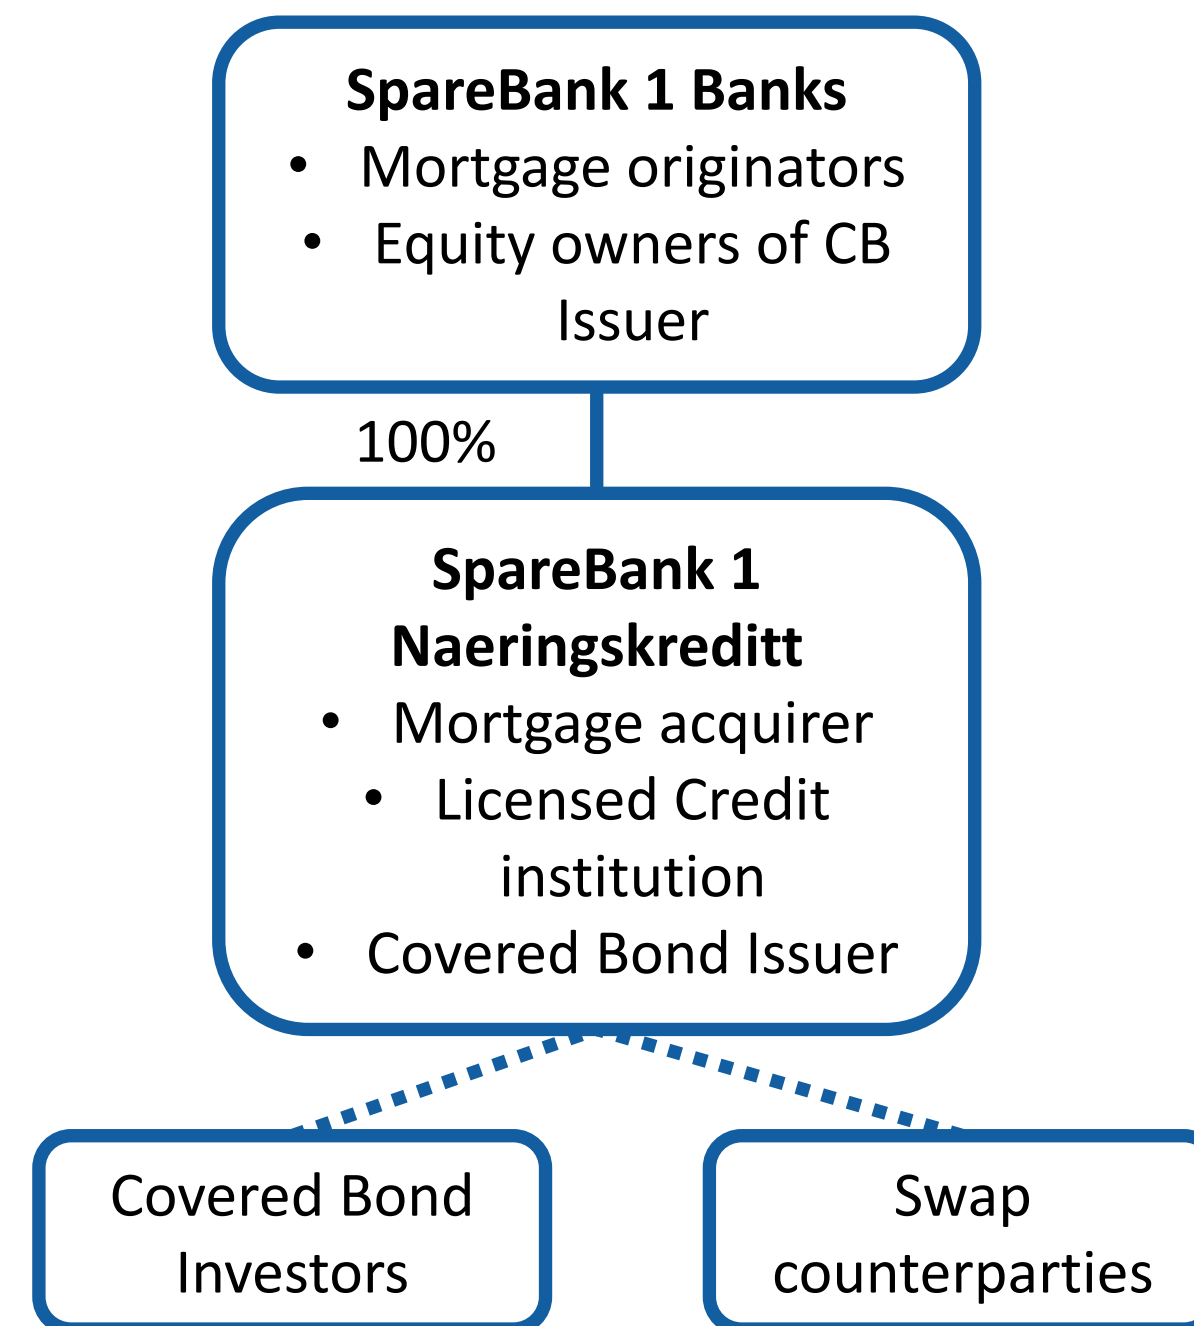 SpareBank 1 Banks
• Mortgage originators
• Equity owners of CB
Issuer
100%
SpareBank 1
Naeringskreditt
• Mortgage acquirer
• Licensed Credit
institution
• Covered Bond Issuer
Covered Bond
Investors
Swap
counterparties